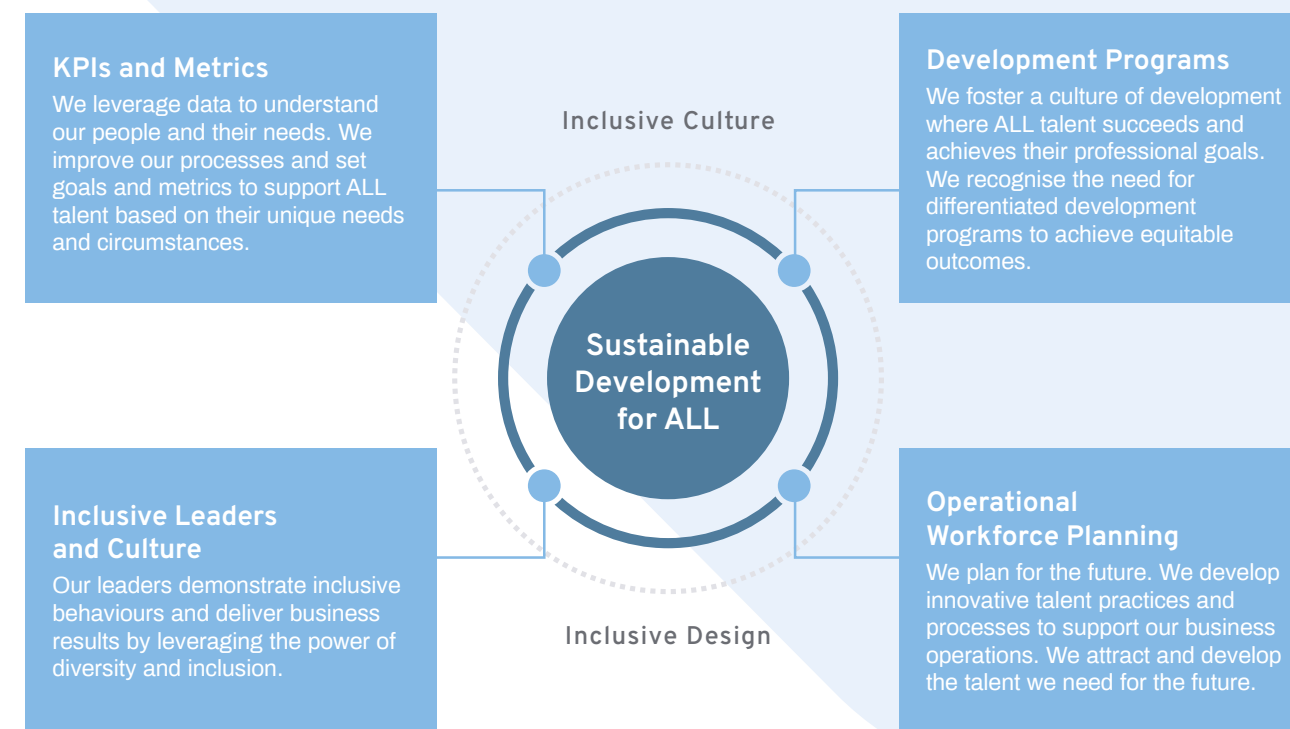 KPIs and Metrics
We leverage data to understand
our people and their needs. We
improve our processes and set
goals and metrics to support ALL
talent based on their unique needs
and circumstances.
Inclusive Culture
Development Programs
We foster a culture of development
where ALL talent succeeds and
achieves their professional goals.
We recognise the need for
differentiated development
programs to achieve equitable
outcomes.
Sustainable
Development
for ALL
Inclusive Leaders
and Culture
Our leaders demonstrate inclusive
behaviours and deliver business
results by leveraging the power of
diversity and inclusion.
Inclusive Design
Operational
Workforce Planning
We plan for the future. We develop
innovative talent practices and
processes to support our business
operations. We attract and develop
the talent we need for the future.